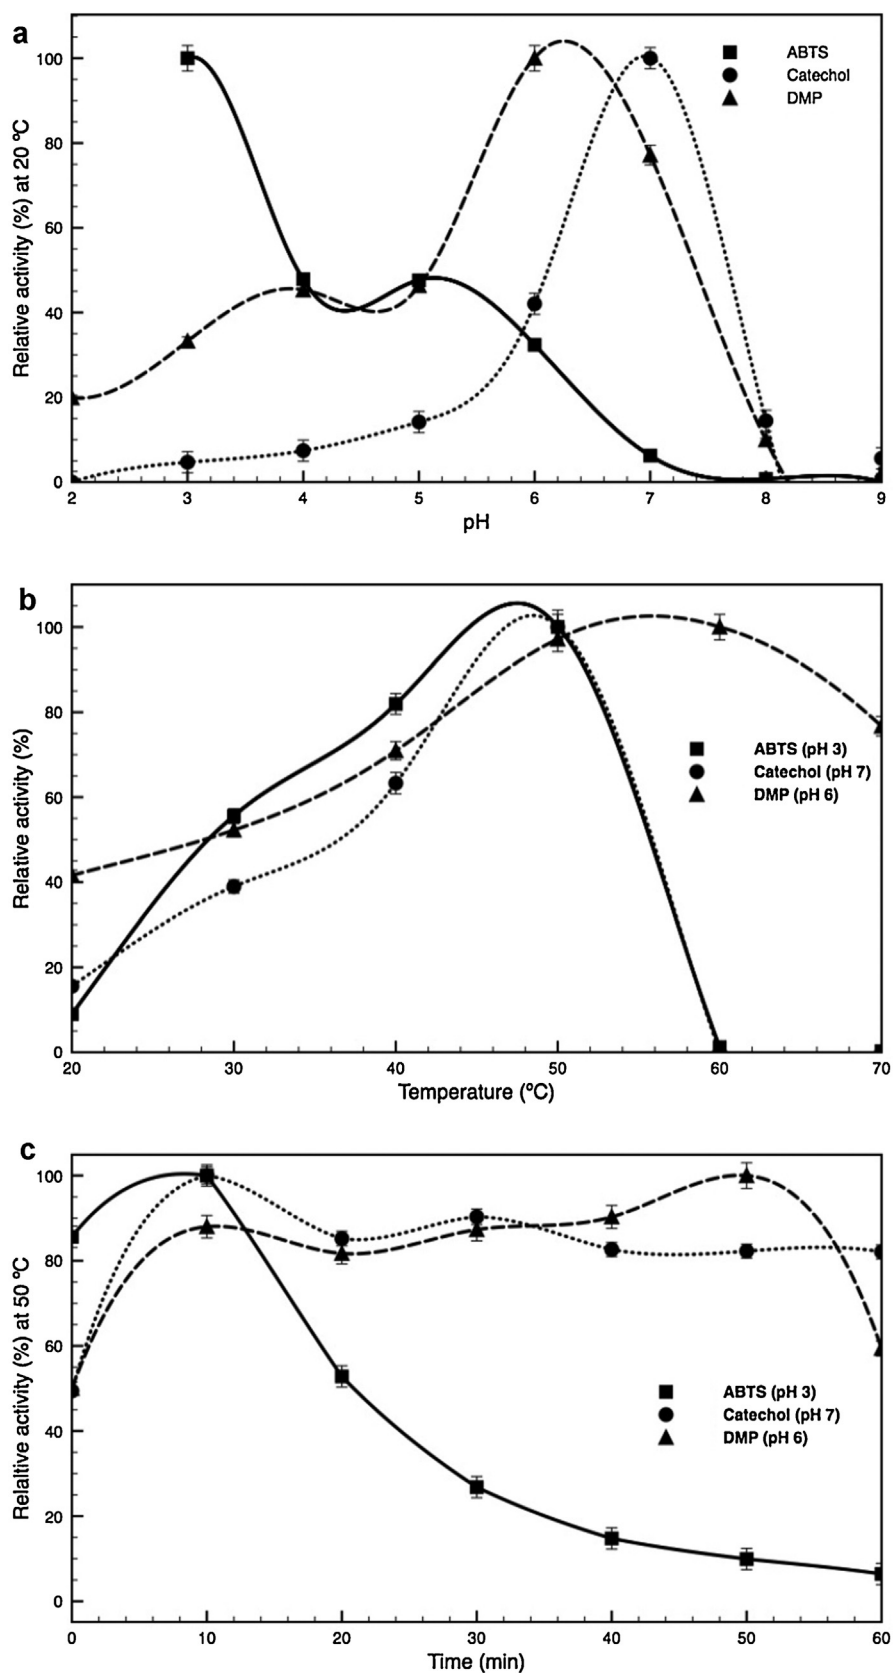 a
Relative activity (%) at 20 ºC
100
80
60
40
20
0
ABTS
Catechol
DMP
2 3 4 5 6 7 8 9
pH
b
Relative activity (%)
100
80
60
40
20
0
ABTS (pH 3)
Catechol (pH 7)
DMP (pH 6)
20 30 40 50 60 70
Temperature (ºC)
c
Relaltive activity (%) at 50 ºC
100
80
60
40
20
0
ABTS (pH 3)
Catechol (pH 7)
DMP (pH 6)
0 10 20 30 40 50 60
Time (min)